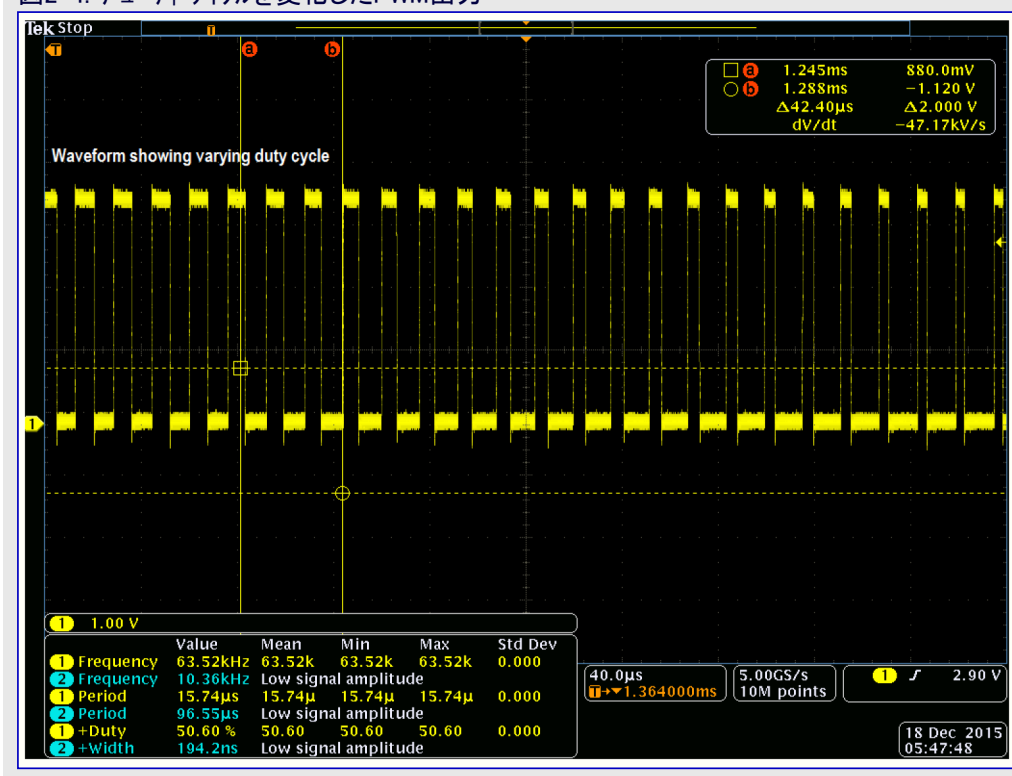 Tek Stop
a b
a 1.245ms 880.0mV
b 1.288ms −1.120 V
Δ42.40µs Δ2.000 V
dV/dt −47.17kV/s
Waveform showing varying duty cycle
1
1 1.00 V
Value Mean Min Max Std Dev
1 Frequency 63.52kHz 63.52k 63.52k 63.52k 0.000
2 Frequency 10.36kHz Low signal amplitude
1 Period 15.74µs 15.74µ 15.74µ 15.74µ 0.000
2 Period 96.55µs Low signal amplitude
1 +Duty 50.60 % 50.60 50.60 50.60 0.000
2 +Width 194.2ns Low signal amplitude
40.0µs
T→▼1.364000ms
5.00GS/s
10M points
1 2.90 V
18 Dec 2015
05:47:48